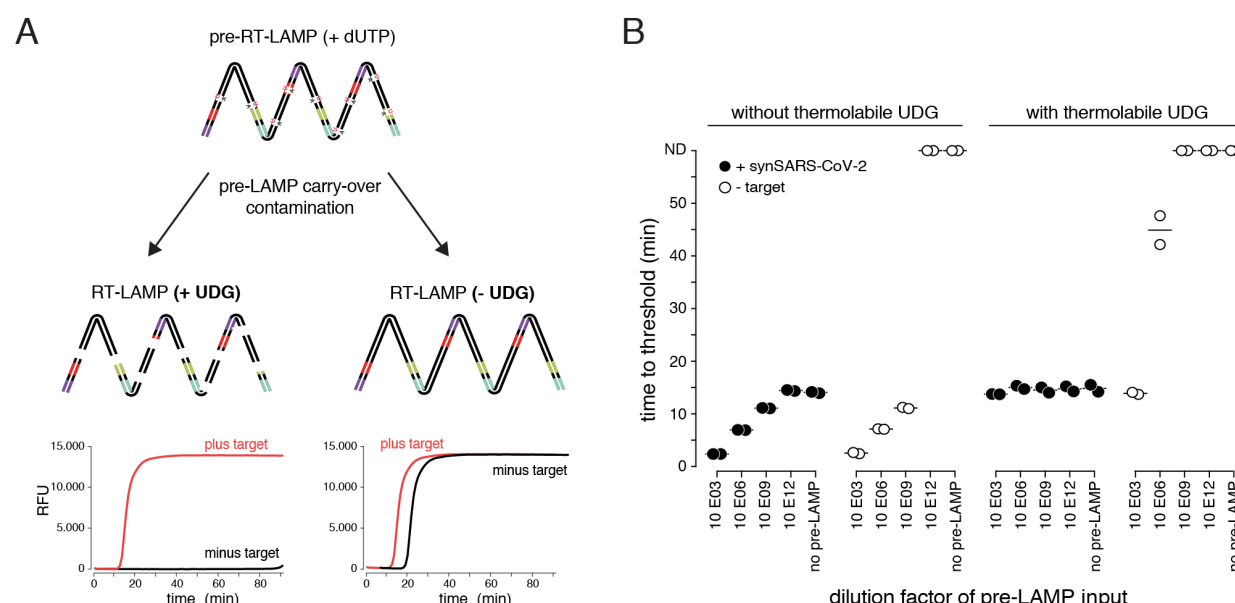 A
pre-RT-LAMP (+ dUTP)
pre-LAMP carry-over
contamination
RT-LAMP (+ UDG)
RT-LAMP (- UDG)
15.000
10.000
5.000
0
RFU
plus target
minus target
0 20 40 60 80
time (min)
15.000
10.000
5.000
0
plus target
minus target
0 20 40 60 80
time (min)
B
without thermolabile UDG
with thermolabile UDG
+ synSARS-CoV-2
- target
ND
50
40
30
20
10
0
time to threshold (min)
10 E03
10 E06
10 E09
10 E12
no pre-LAMP
10 E03
10 E06
10 E09
10 E12
no pre-LAMP
10 E03
10 E06
10 E09
10 E12
no pre-LAMP
10 E03
10 E06
10 E09
10 E12
no pre-LAMP
dilution factor of pre-LAMP input